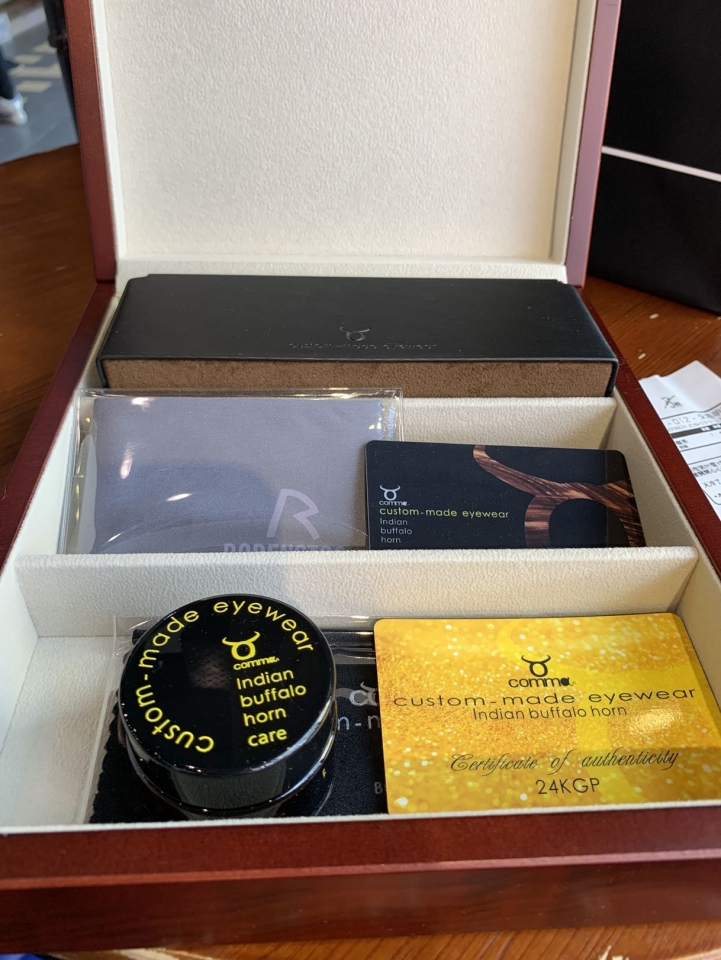 custom-made eyewear
R
comma
custom-made eyewear
Indian
buffalo
horn
custom-made eyewear
comma
Indian
buffalo
horn
care
comma
custom-made eyewear
Indian buffalo horn
Certificate of authenticity
24KGP